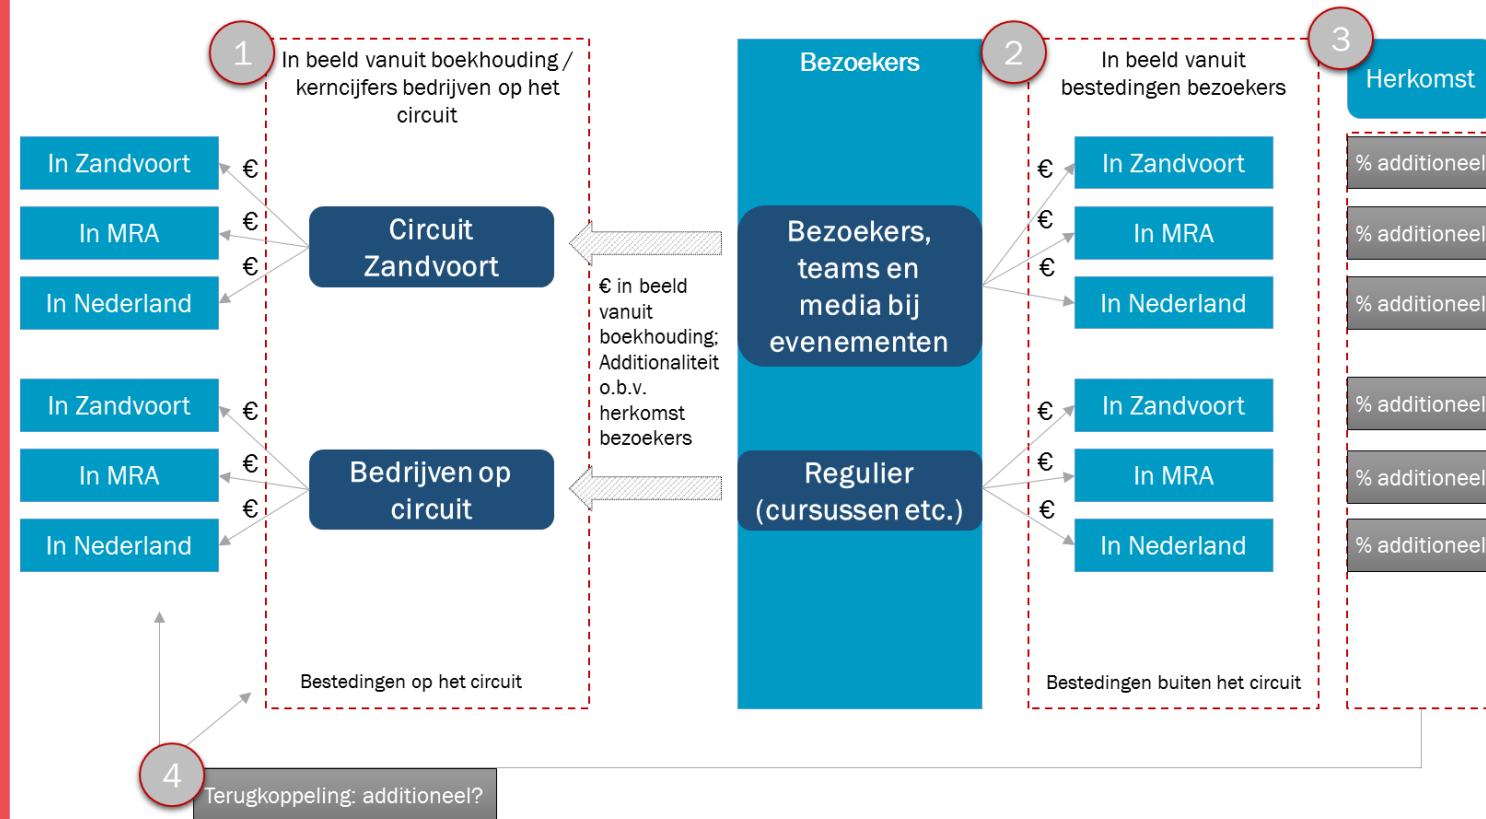 1
In beeld vanuit boekhouding /
kerncijfers bedrijven op het
circuit
In Zandvoort
€
In MRA
€
In Nederland
€
Circuit
Zandvoort
In Zandvoort
€
In MRA
€
In Nederland
€
Bedrijven op
circuit
Bestedingen op het circuit
€ in beeld
vanuit
boekhouding;
Additionaliteit
o.b.v.
herkomst
bezoekers
Bezoekers
Bezoekers,
teams en
media bij
evenementen
Regulier
(cursussen etc.)
2
In beeld vanuit
bestedingen bezoekers
€
In Zandvoort
€
In MRA
€
In Nederland
€
In Zandvoort
€
In MRA
€
In Nederland
Bestedingen buiten het circuit
3
Herkomst
% additioneel
% additioneel
% additioneel
% additioneel
% additioneel
% additioneel
4
Terugkoppeling: additioneel?